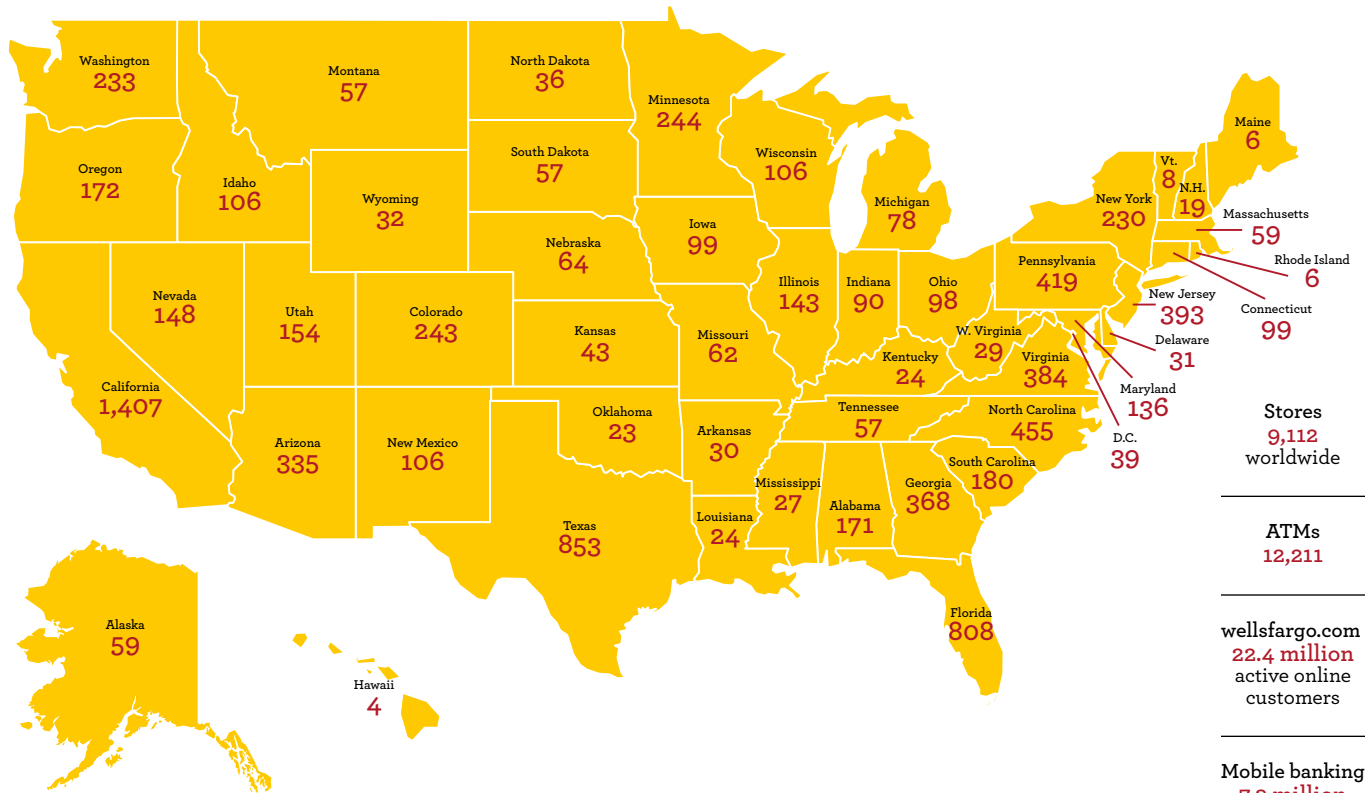 Washington
233
Montana
57
North Dakota
36
Minnesota
244
Maine
6
Oregon
172
Idaho
106
Wyoming
32
South Dakota
57
Wisconsin
106
Michigan
78
Vt.
8
N.H.
19
New York
230
Massachusetts
59
Rhode Island
6
Connecticut
99
Nebraska
64
Iowa
99
Nevada
148
Utah
154
Colorado
243
Kansas
43
Missouri
62
Illinois
143
Indiana
90
Ohio
98
Pennsylvania
419
New Jersey
393
Delaware
31
Maryland
136
D.C.
39
W. Virginia
29
Virginia
384
Kentucky
24
California
1,407
Arizona
335
New Mexico
106
Oklahoma
23
Arkansas
30
Tennessee
57
North Carolina
455
South Carolina
180
Texas
853
Louisiana
24
Mississippi
27
Alabama
171
Georgia
368
Florida
808
Alaska
59
Hawaii
4
Stores
9,112
worldwide
ATMs
12,211
wellsfargo.com
22.4 million
active online
customers
Mobile banking
million